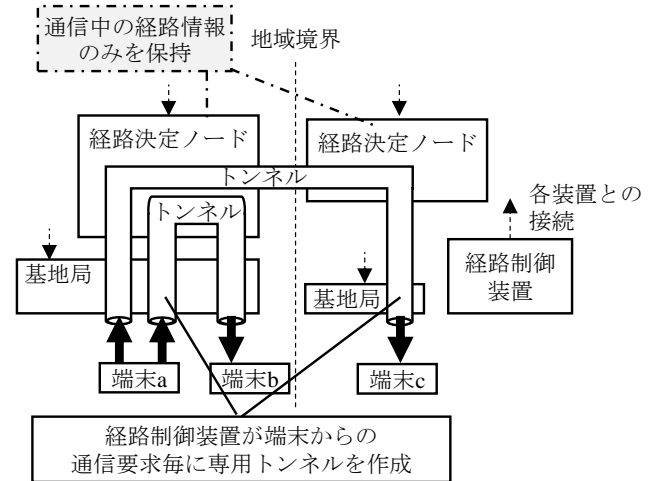 通信中の経路情報
のみを保持
地域境界
経路決定ノード
経路決定ノード
トンネル
トンネル
各装置との
接続
基地局
基地局
経路制御
装置
端末a
端末b
端末c
経路制御装置が端末からの
通信要求毎に専用トンネルを作成